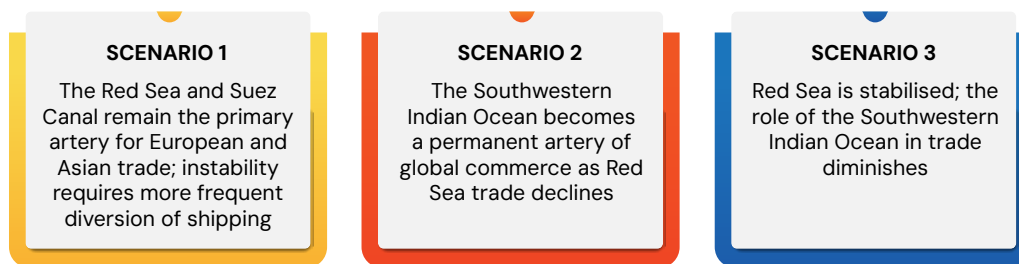 SCENARIO 1
The Red Sea and Suez
Canal remain the primary
artery for European and
Asian trade; instability
requires more frequent
diversion of shipping
SCENARIO 2
The Southwestern
Indian Ocean becomes
a permanent artery of
global commerce as Red
Sea trade declines
SCENARIO 3
Red Sea is stabilised; the
role of the Southwestern
Indian Ocean in trade
diminishes